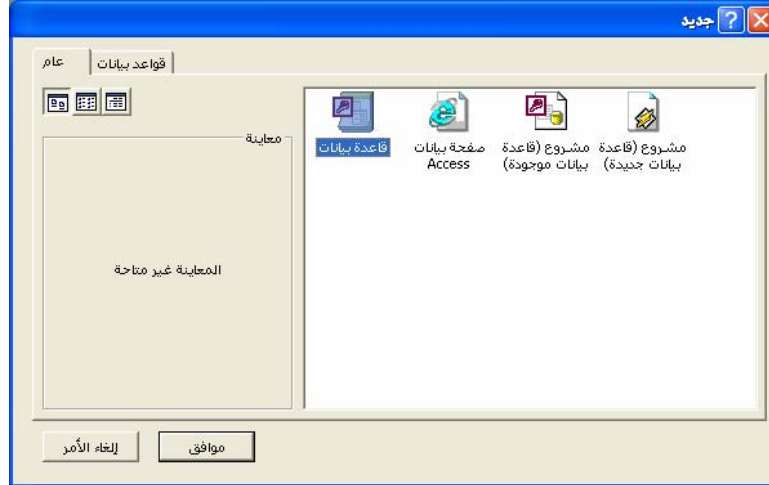 جديد
عام
قواعد بيانات
معاينة
المعاينة غير متاحة
قاعدة بيانات
صفحة بيانات
Access
مشروع (قاعدة
بيانات موجودة)
مشروع (قاعدة
بيانات جديدة)
موافق
إلغاء الأمر